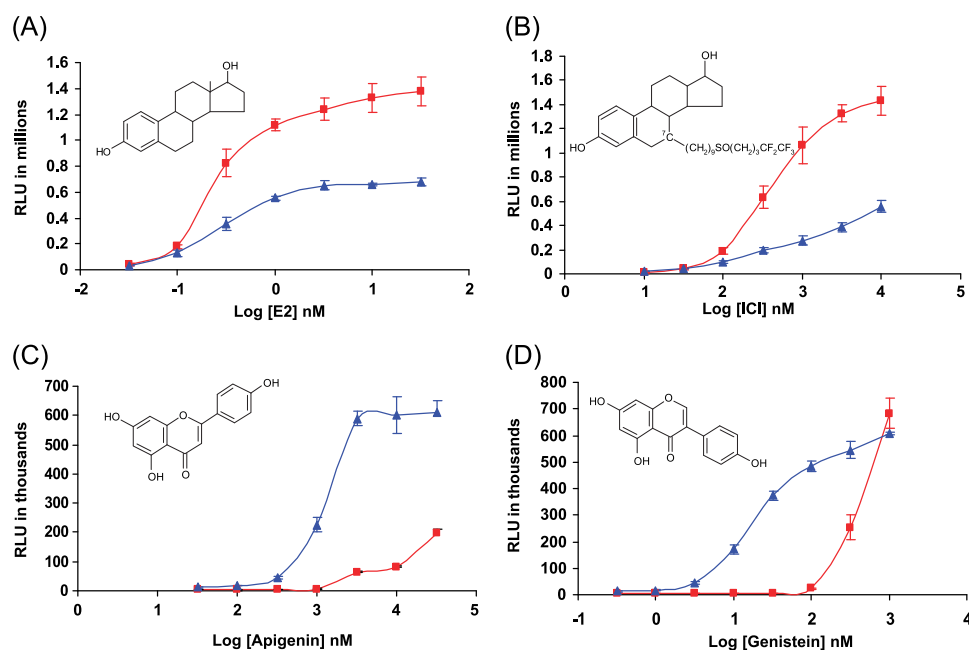 (A)
RLU in millions
1.6
1.4
1.2
1
0.8
0.6
0.4
0.2
0
−2
−1
0
1
2
Log [E2] nM
OH
HO
(B)
RLU in millions
1.8
1.6
1.4
1.2
1
0.8
0.6
0.4
0.2
0
0
1
2
3
4
5
Log [ICI] nM
OH
HO
7
C
(CH2)9SO(CH2)3CF2CF3
(C)
RLU in thousands
700
600
500
400
300
200
100
0
0
1
2
3
4
5
Log [Apigenin] nM
OH
HO
O
OH
O
(D)
RLU in thousands
800
700
600
500
400
300
200
100
0
-1
0
1
2
3
4
Log [Genistein] nM
HO
O
OH
O
OH